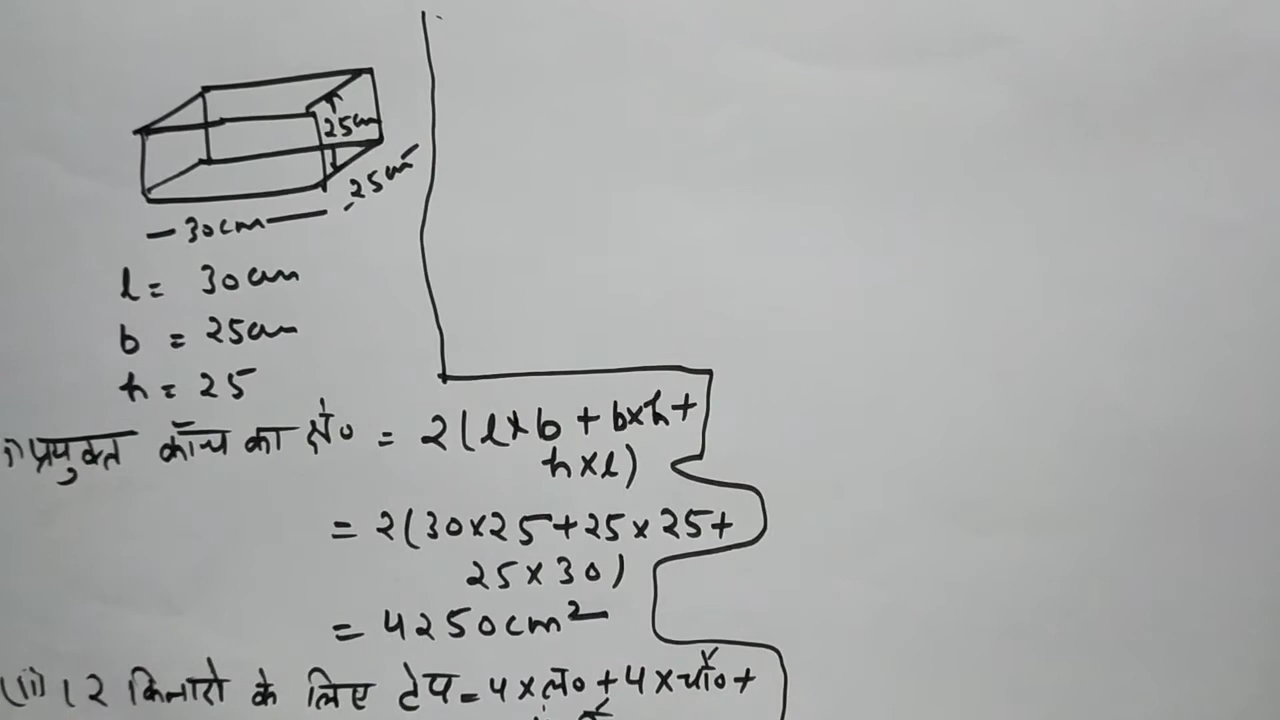 25cm
25cm
30cm
l = 30cm
b = 25cm
h = 25
i) प्रयुक्त काँच का क्षे० = 2(l×b + b×h +
h×l)
= 2(30×25+25×25+
25×30)
= 4250cm²
(ii) 12 किनारो के लिए टेप = 4×ल०+4×चौ०+